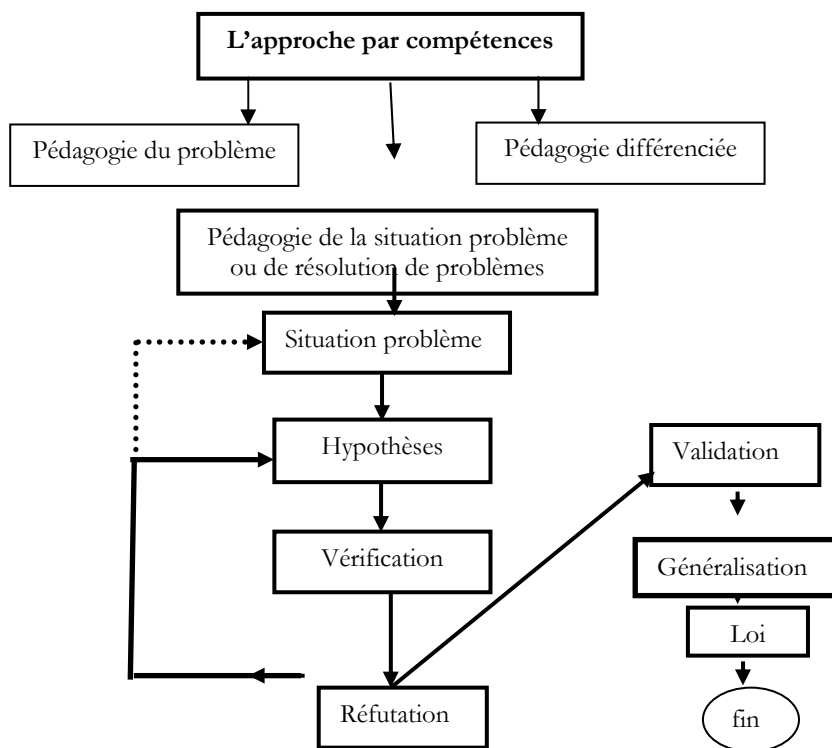 L’approche par compétences
Pédagogie du problème
Pédagogie différenciée
Pédagogie de la situation problème
ou de résolution de problèmes
Situation problème
Hypothèses
Validation
Vérification
Généralisation
Loi
Réfutation
fin